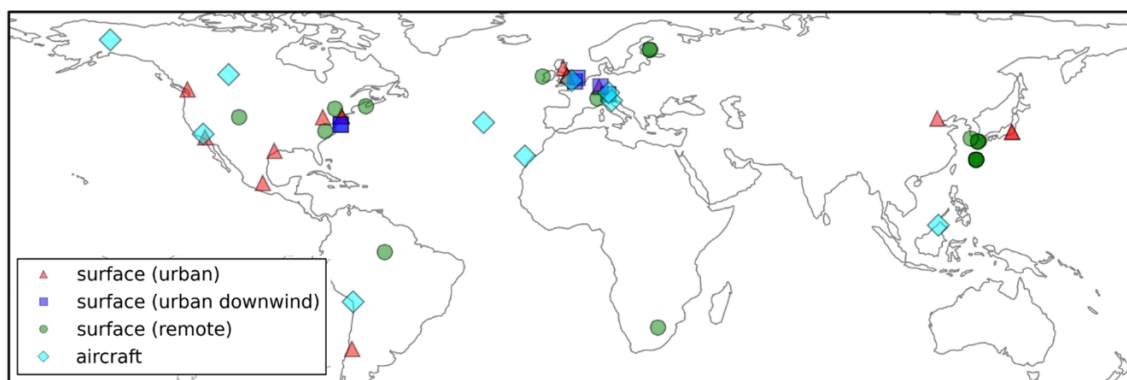 surface (urban)
surface (urban downwind)
surface (remote)
aircraft